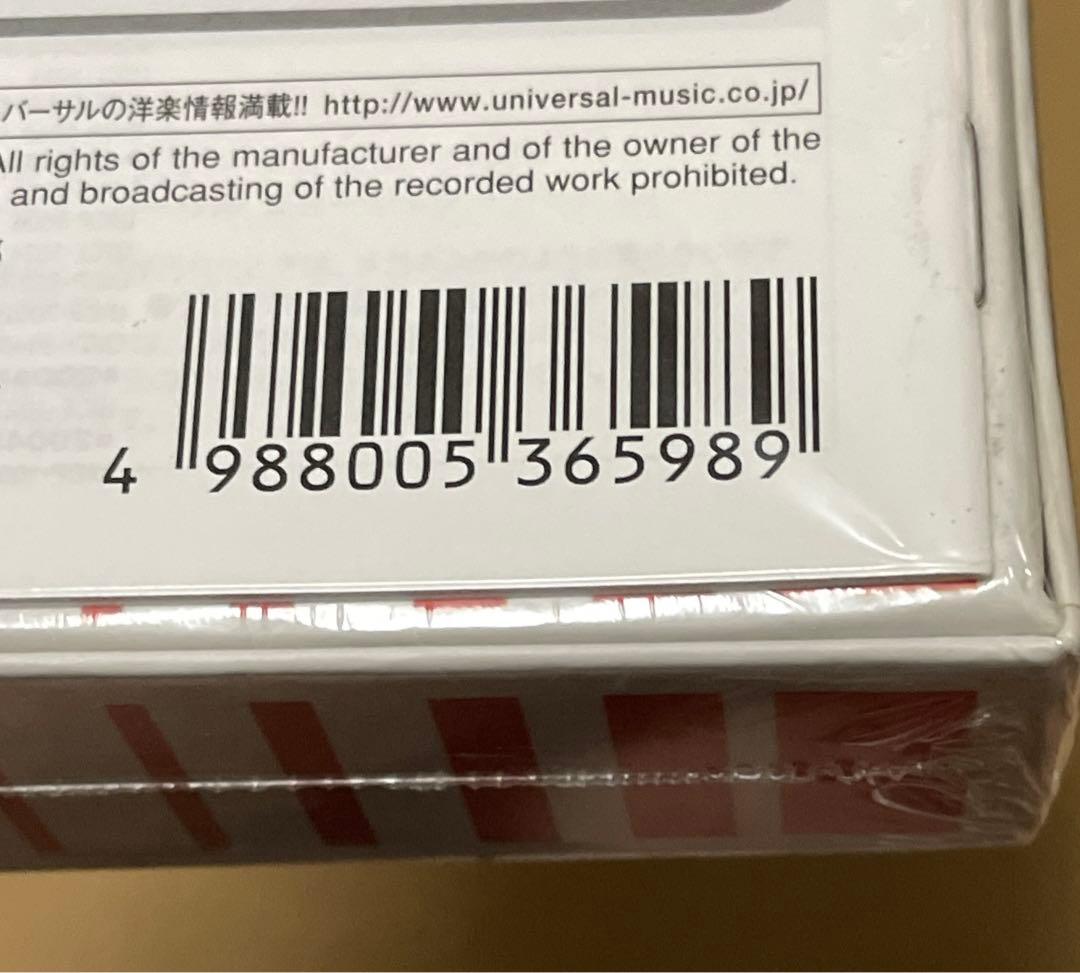 バーサルの洋楽情報満載!! http://www.universal-music.co.jp/
All rights of the manufacturer and of the owner of the
and broadcasting of the recorded work prohibited.
4 988005 365989